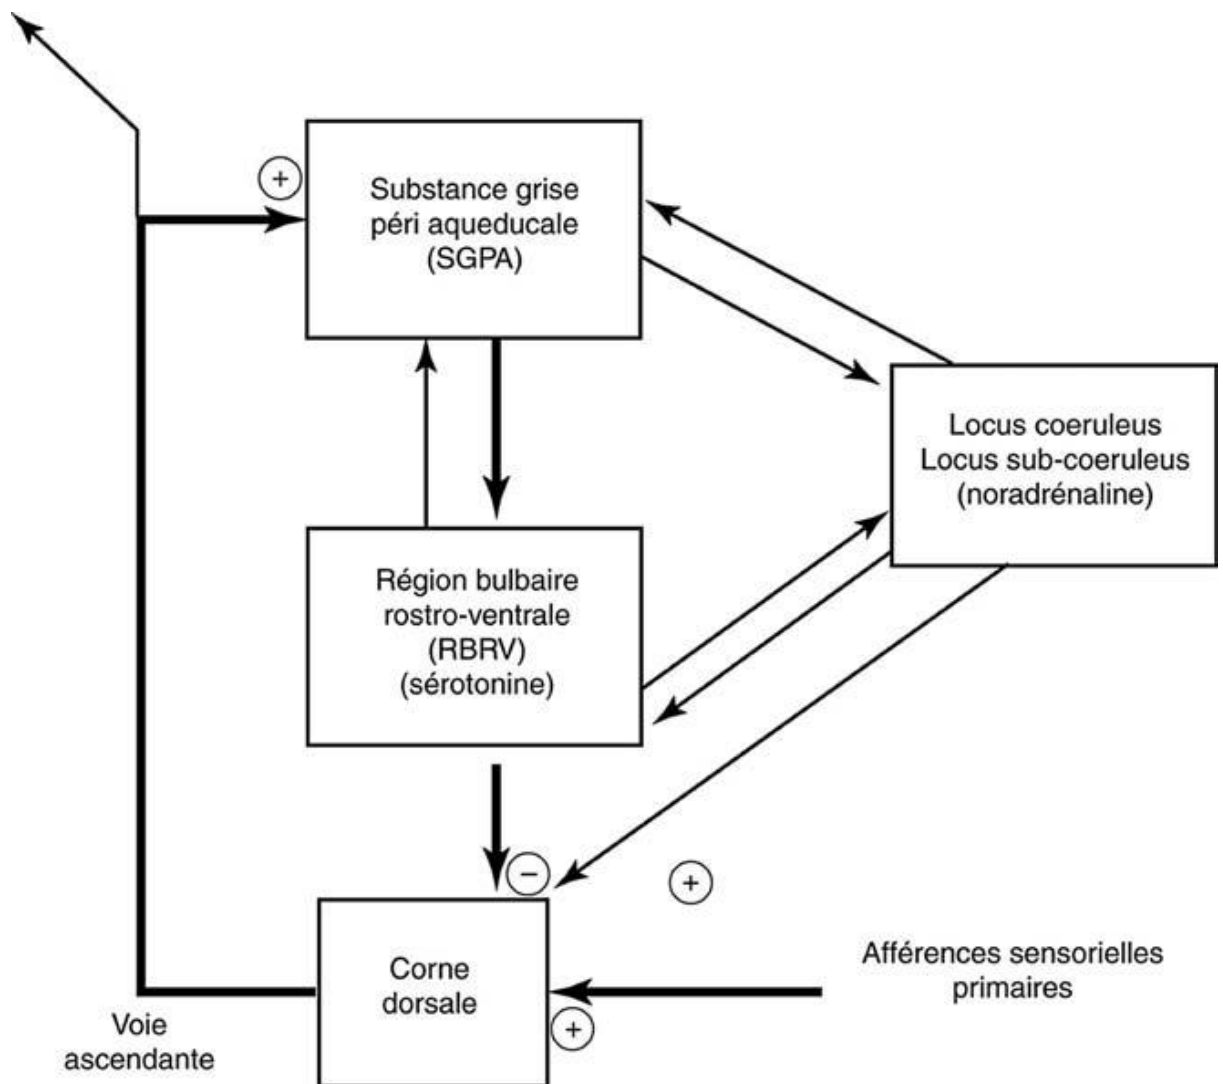 +
Substance grise
péri aqueducale
(SGPA)
Locus coeruleus
Locus sub-coeruleus
(noradrénaline)
Région bulbaire
rostro-ventrale
(RBRV)
(sérotonine)
−
+
Corne
dorsale
Afférences sensorielles
primaires
+
Voie
ascendante